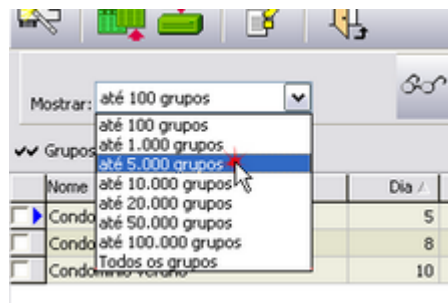 Mostrar: até 100 grupos
até 100 grupos
até 1.000 grupos
até 5.000 grupos
até 10.000 grupos
até 20.000 grupos
até 50.000 grupos
até 100.000 grupos
Todos os grupos
Grupos
Nome Dia
Condo 5
Condo 8
Condomínio Verano 10